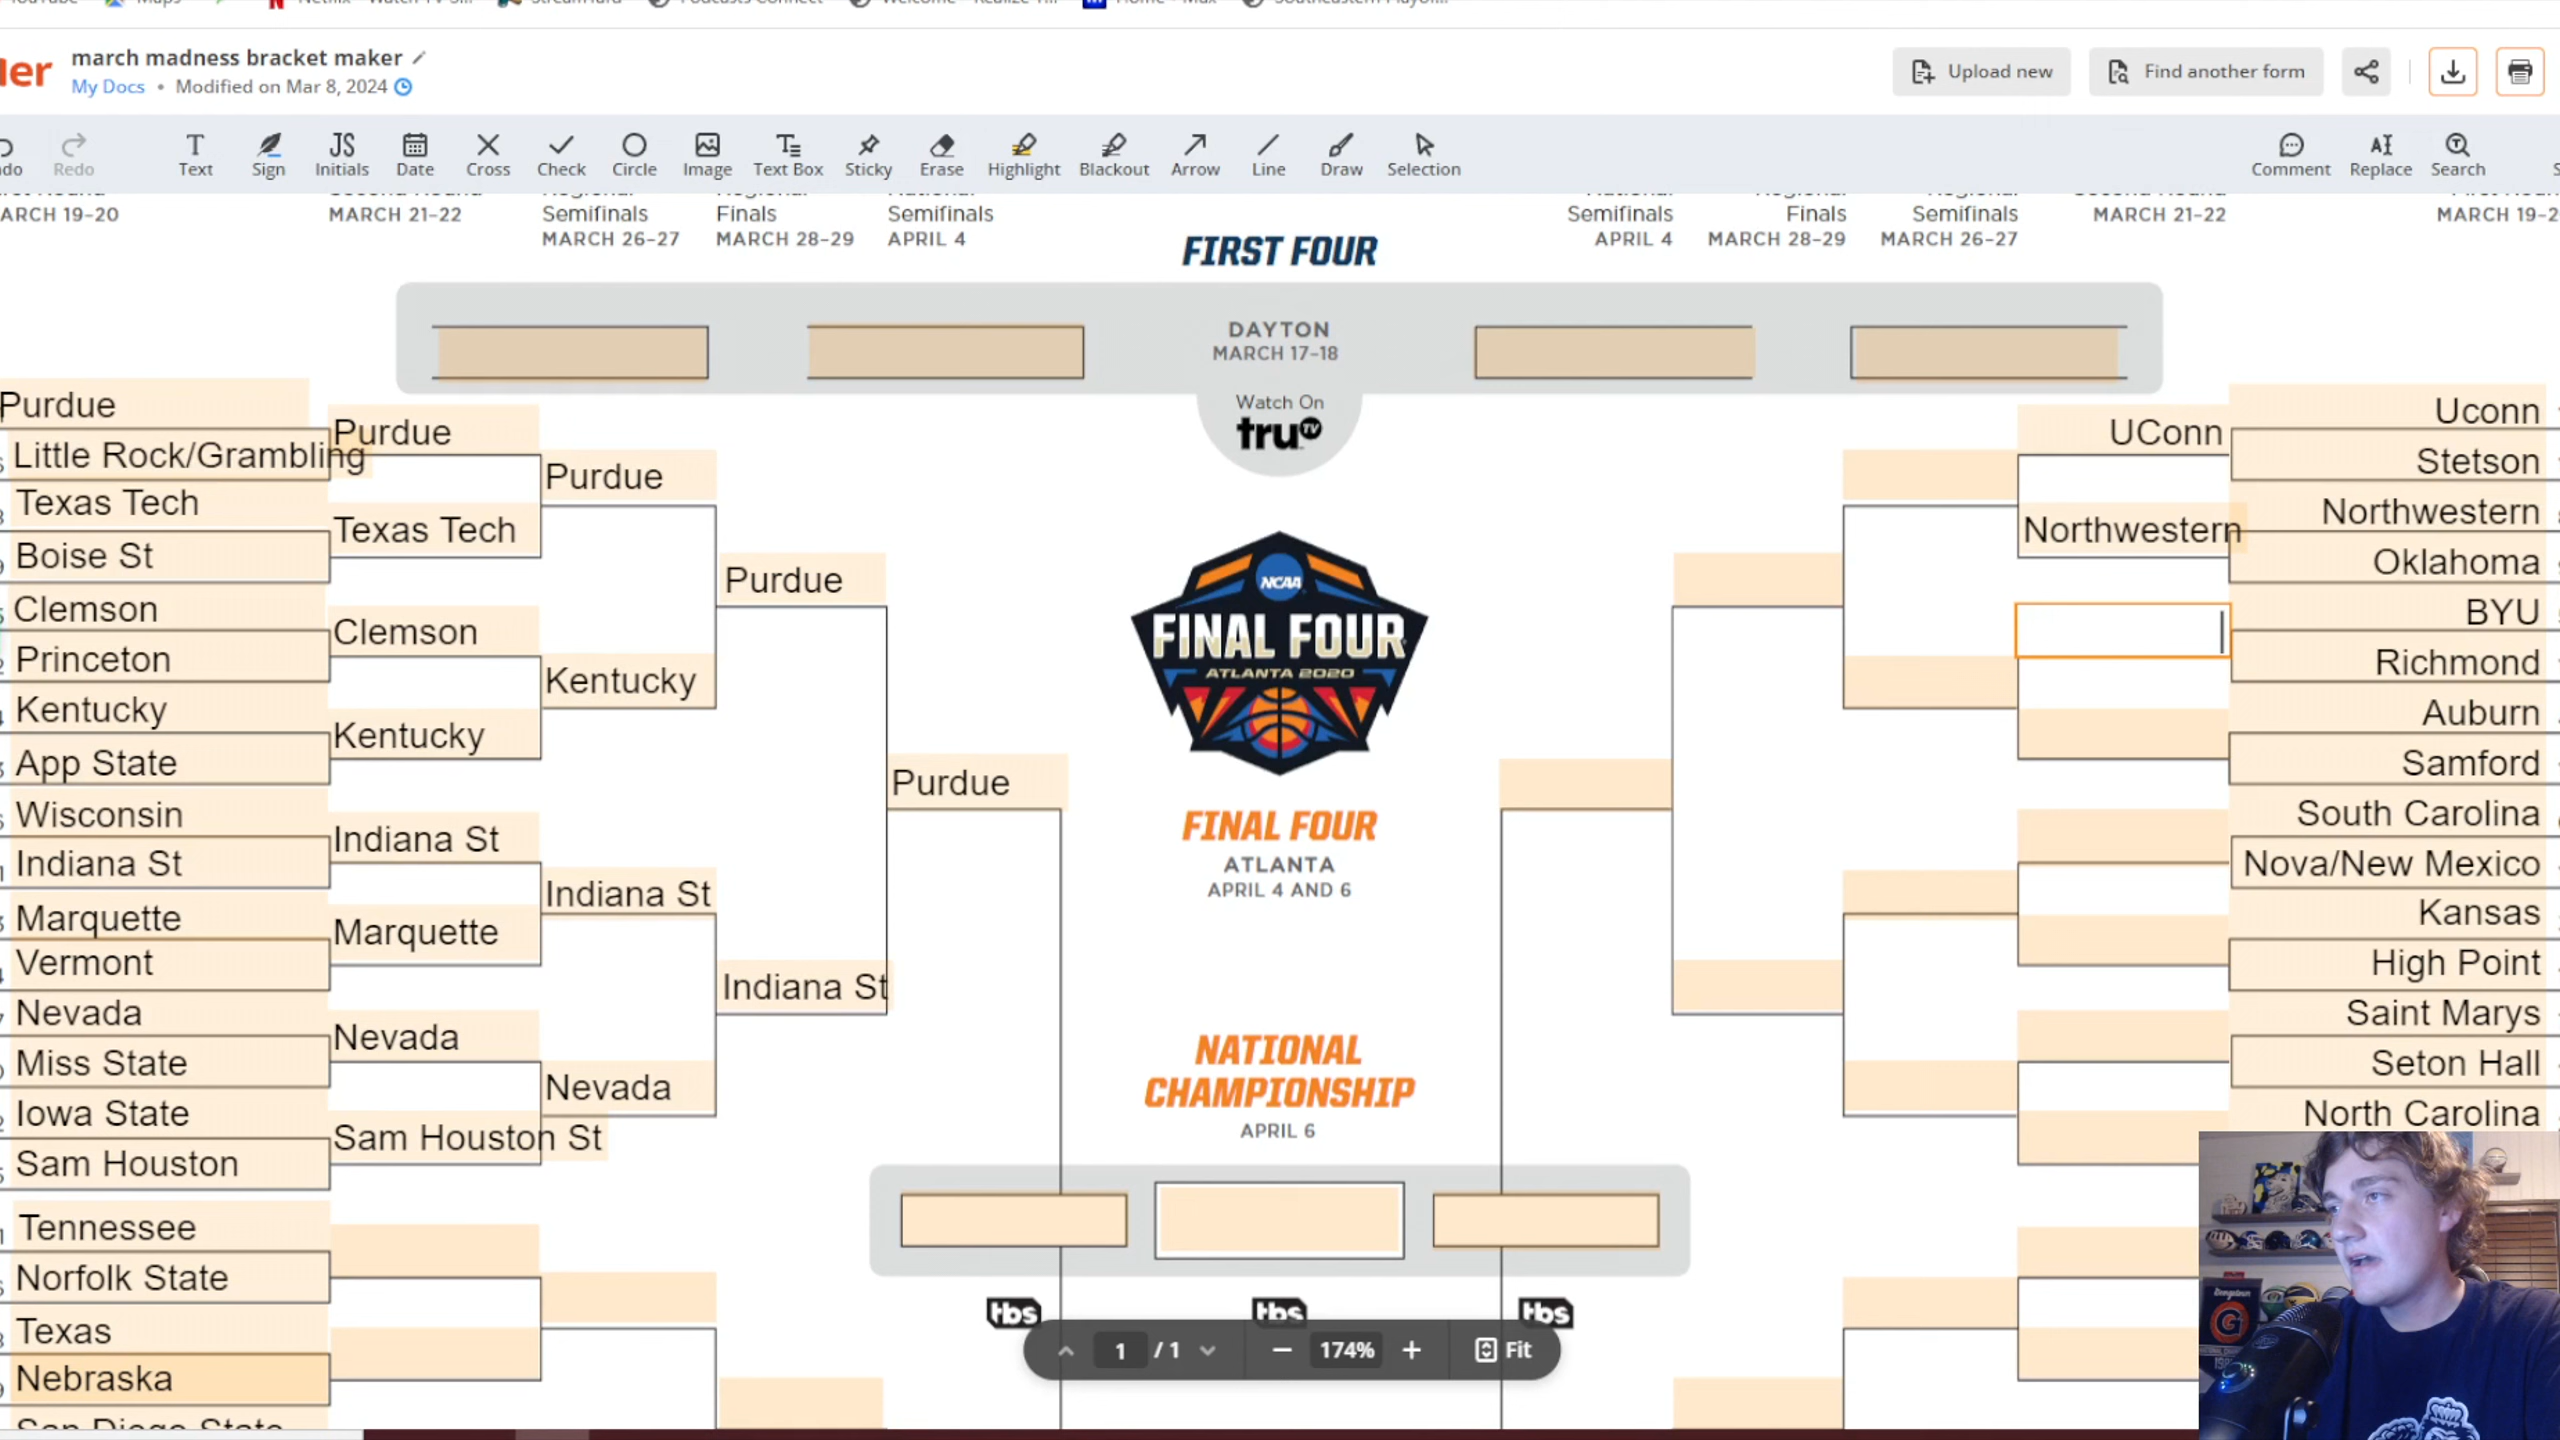 Maps
march madness bracket maker
My Docs • Modified on Mar 8, 2024
Upload new
Find another form
Redo
Text
Sign
JS
Initials
Date
Cross
Check
Circle
Image
Text Box
Sticky
Erase
Highlight
Blackout
Arrow
Line
Draw
Selection
Comment
Replace
Search
MARCH 21–22
Semifinals
MARCH 26–27
Finals
MARCH 28–29
Semifinals
APRIL 4
FIRST FOUR
Semifinals
APRIL 4
Finals
MARCH 28–29
Semifinals
MARCH 26–27
MARCH 21–22
DAYTON
MARCH 17–18
Watch On
truTV
Purdue
Little Rock/Grambling
Texas Tech
Boise St
Clemson
Princeton
Kentucky
App State
Wisconsin
Indiana St
Marquette
Vermont
Nevada
Miss State
Iowa State
Sam Houston
Tennessee
Norfolk State
Texas
Nebraska
San Diego State
Purdue
Texas Tech
Clemson
Kentucky
Indiana St
Marquette
Nevada
Sam Houston St
Purdue
Kentucky
Indiana St
Nevada
Purdue
Indiana St
Purdue
NCAA
FINAL FOUR
ATLANTA 2020
FINAL FOUR
ATLANTA
APRIL 4 AND 6
NATIONAL
CHAMPIONSHIP
APRIL 6
tbs
tbs
tbs
1 / 1
174%
Fit
UConn
Northwestern
Uconn
Stetson
Northwestern
Oklahoma
BYU
Richmond
Auburn
Samford
South Carolina
Nova/New Mexico
Kansas
High Point
Saint Marys
Seton Hall
North Carolina